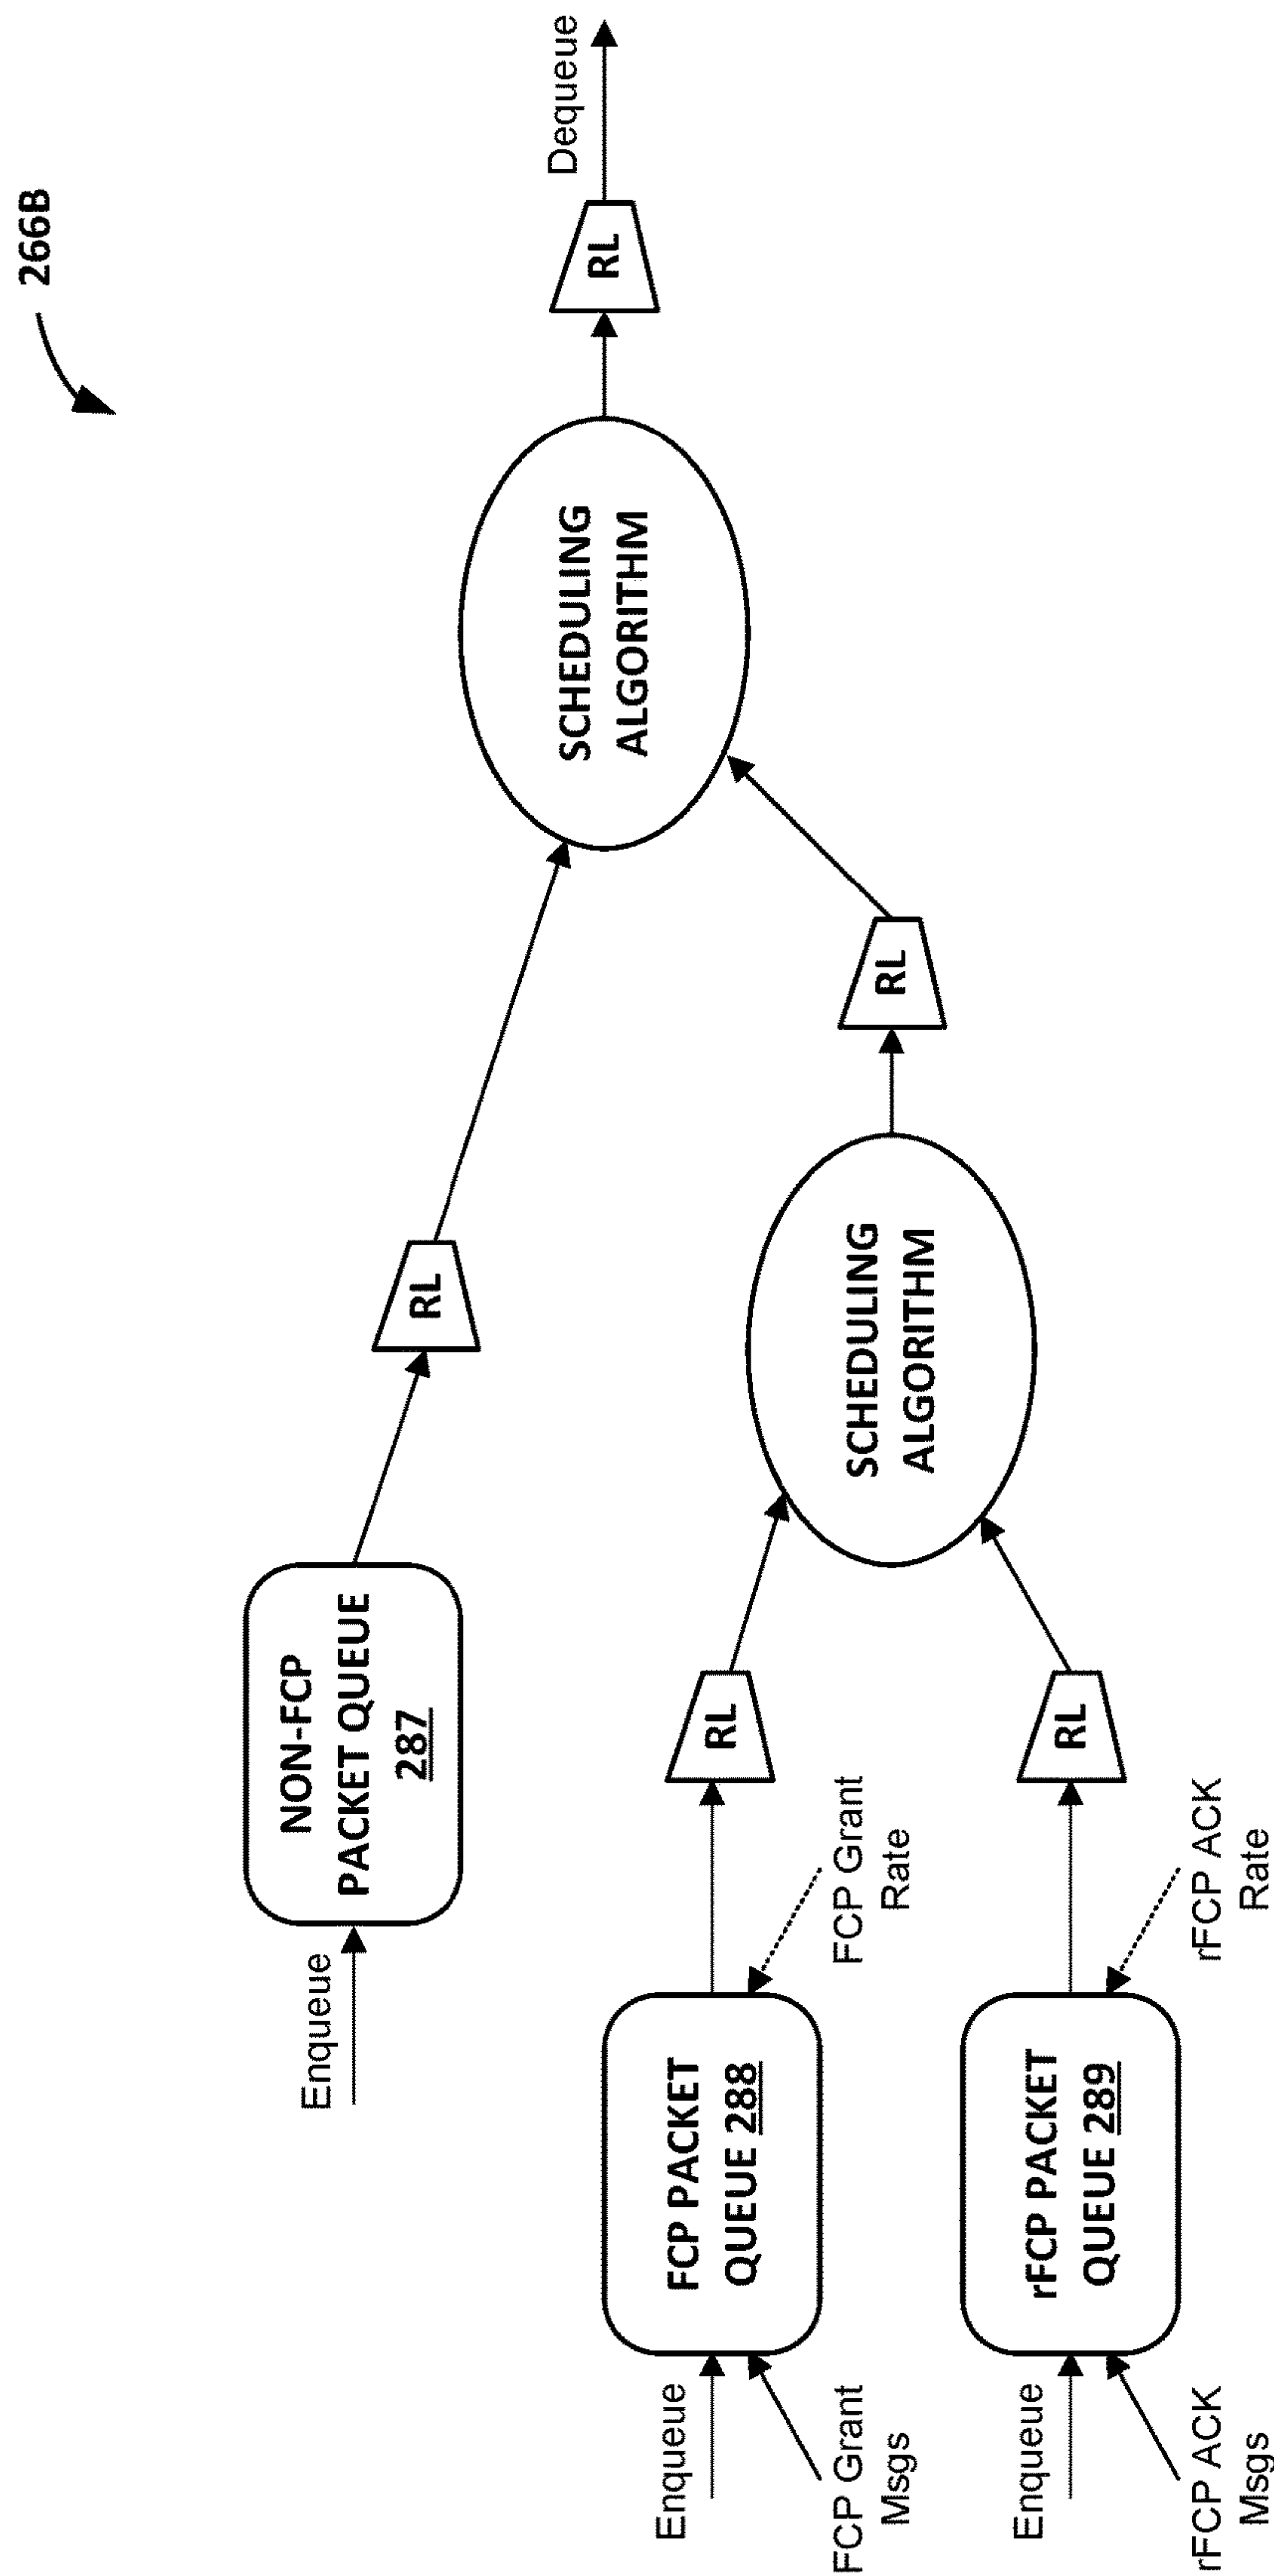 266B
Enqueue
NON-FCP
PACKET QUEUE
287
RL
SCHEDULING
ALGORITHM
RL
Dequeue
Enqueue
FCP Grant
Msgs
FCP PACKET
QUEUE 288
FCP Grant
Rate
RL
SCHEDULING
ALGORITHM
RL
Enqueue
rFCP ACK
Msgs
rFCP PACKET
QUEUE 289
rFCP ACK
Rate
RL